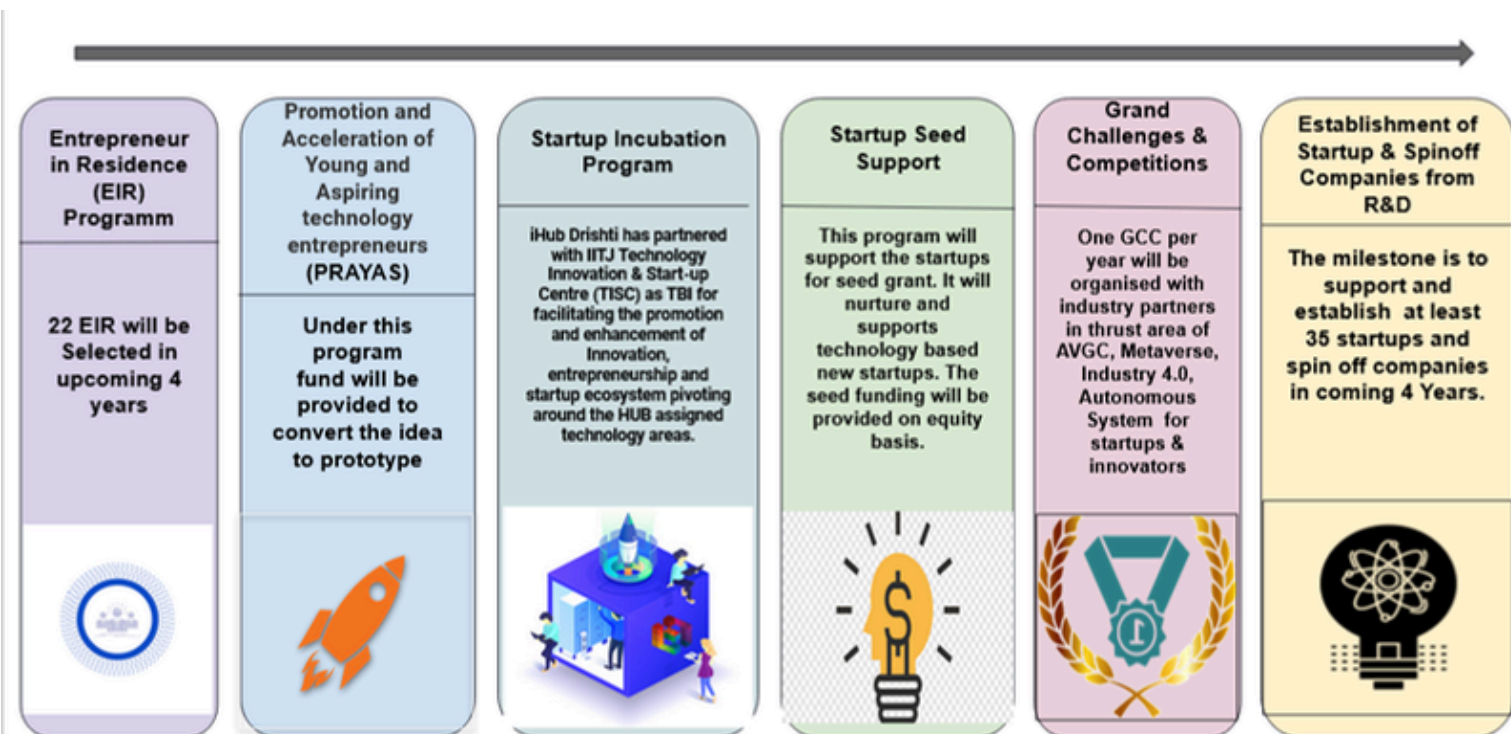 Entrepreneur
in Residence
(EIR)
Programm
22 EIR will be
Selected in
upcoming 4
years
Promotion and
Acceleration of
Young and
Aspiring
technology
entrepreneurs
(PRAYAS)
Under this
program
fund will be
provided to
convert the idea
to prototype
Startup Incubation
Program
iHub Drishti has partnered
with IITJ Technology
Innovation & Start-up
Centre (TISC) as TBI for
facilitating the promotion
and enhancement of
Innovation,
entrepreneurship and
startup ecosystem pivoting
around the HUB assigned
technology areas.
Startup Seed
Support
This program will
support the startups
for seed grant. It will
nurture and
supports
technology based
new startups. The
seed funding will be
provided on equity
basis.
Grand
Challenges &
Competitions
One GCC per
year will be
organised with
industry partners
in thrust area of
AVGC, Metaverse,
Industry 4.0,
Autonomous
System for
startups &
innovators
1
Establishment of
Startup & Spinoff
Companies from
R&D
The milestone is to
support and
establish at least
35 startups and
spin off companies
in coming 4 Years.